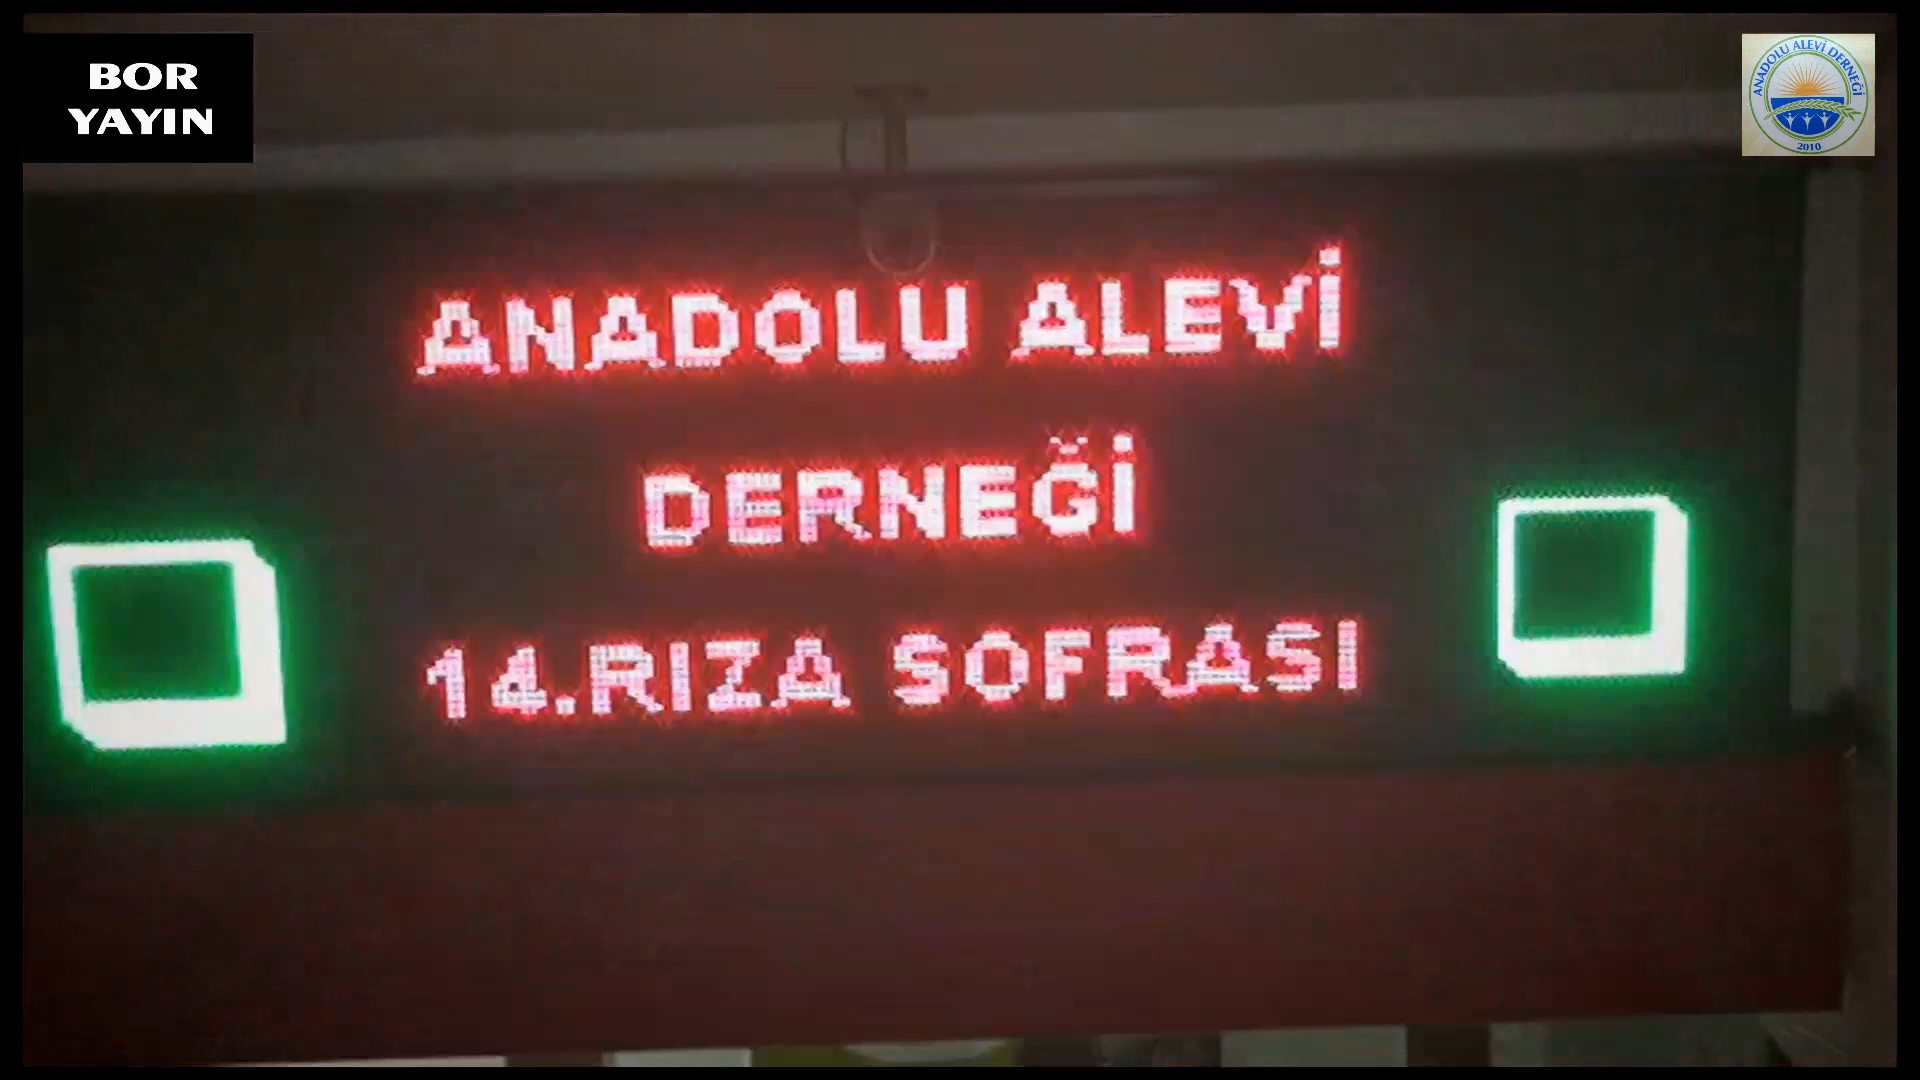 BOR
YAYIN
ANADOLU ALEVİ DERNEĞİ
2010
ANADOLU ALEVİ
DERNEĞİ
14.RIZA SOFRASI